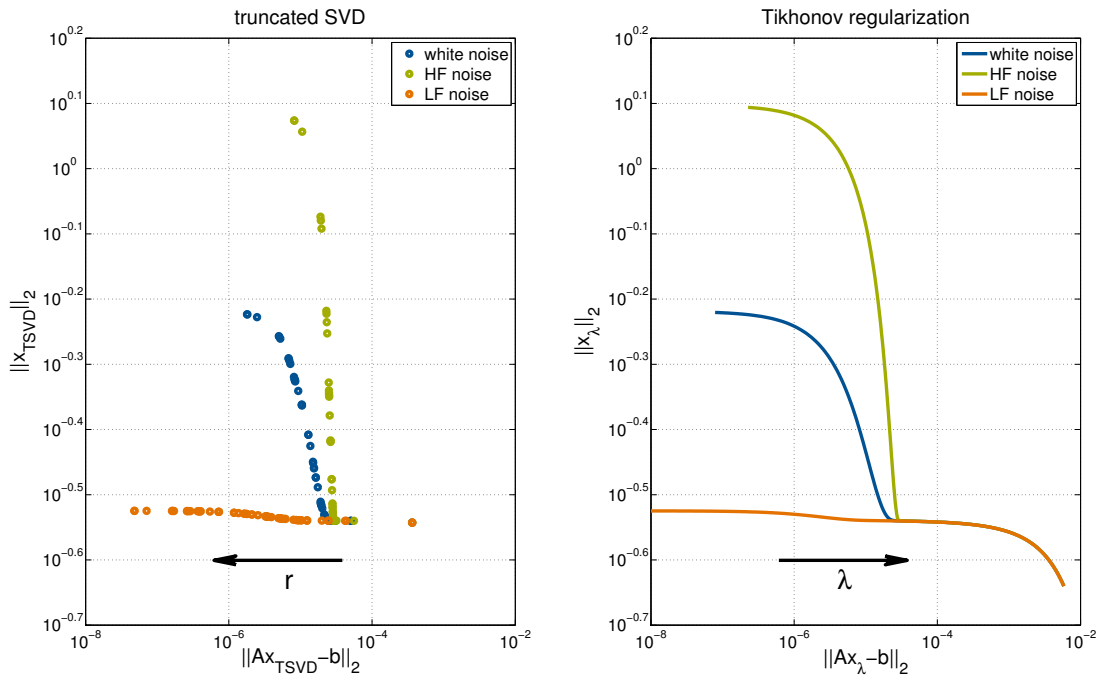 truncated SVD
10^0.2
10^0.1
10^0
10^-0.1
10^-0.2
10^-0.3
10^-0.4
10^-0.5
10^-0.6
10^-0.7
||x_TSVD||_2
white noise
HF noise
LF noise
r
10^-8
10^-6
10^-4
10^-2
||Ax_TSVD−b||_2
Tikhonov regularization
10^0.2
10^0.1
10^0
10^-0.1
10^-0.2
10^-0.3
10^-0.4
10^-0.5
10^-0.6
10^-0.7
||x_λ||_2
white noise
HF noise
LF noise
λ
10^-8
10^-6
10^-4
10^-2
||Ax_λ−b||_2